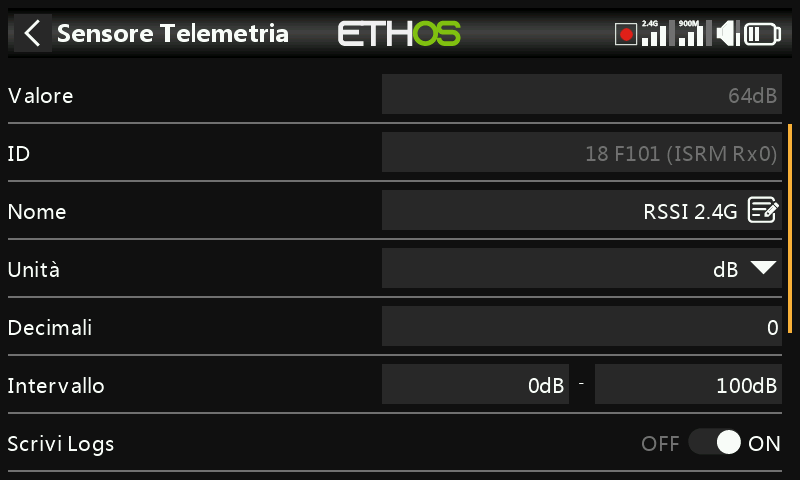 Sensore Telemetria ETHOS 2.4G 900M
Valore 64dB
ID 18 F101 (ISRM Rx0)
Nome RSSI 2.4G
Unità dB
Decimali 0
Intervallo 0dB - 100dB
Scrivi Logs OFF ON